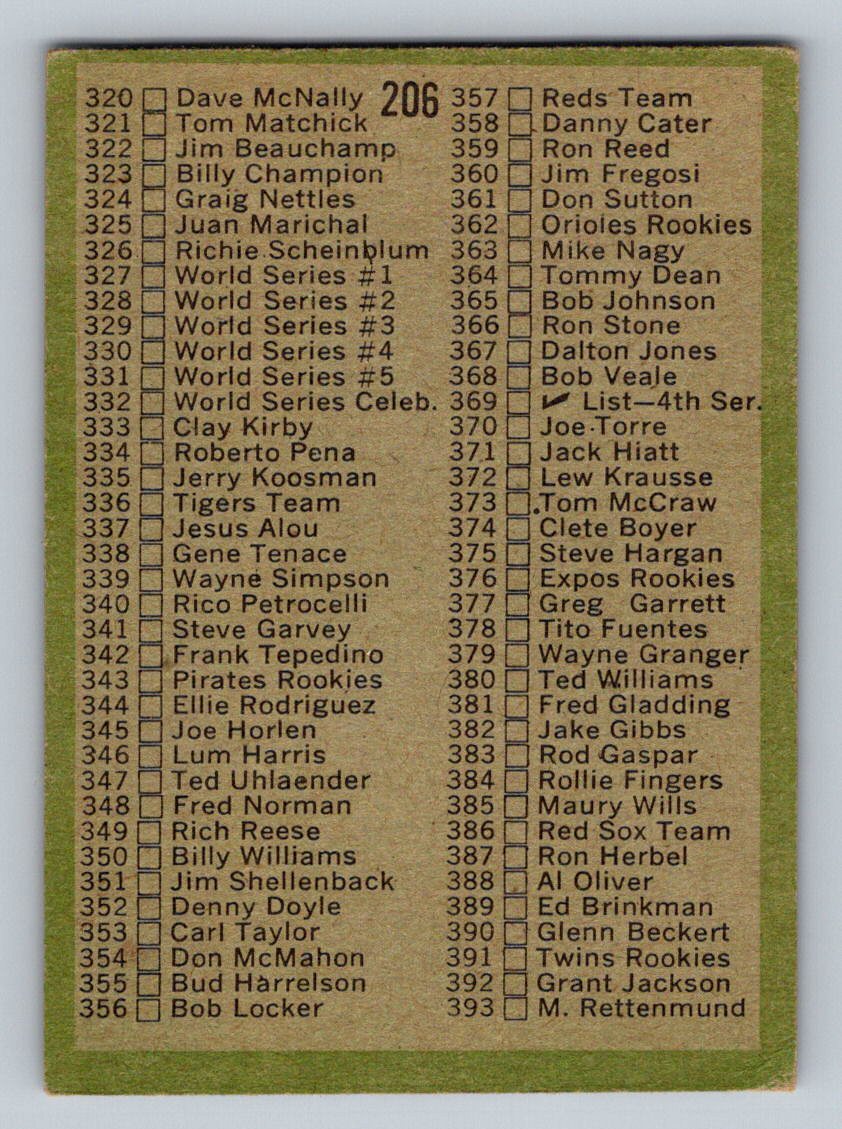 206
320 Dave McNally
321 Tom Matchick
322 Jim Beauchamp
323 Billy Champion
324 Graig Nettles
325 Juan Marichal
326 Richie Scheinblum
327 World Series #1
328 World Series #2
329 World Series #3
330 World Series #4
331 World Series #5
332 World Series Celeb.
333 Clay Kirby
334 Roberto Pena
335 Jerry Koosman
336 Tigers Team
337 Jesus Alou
338 Gene Tenace
339 Wayne Simpson
340 Rico Petrocelli
341 Steve Garvey
342 Frank Tepedino
343 Pirates Rookies
344 Ellie Rodriguez
345 Joe Horlen
346 Lum Harris
347 Ted Uhlaender
348 Fred Norman
349 Rich Reese
350 Billy Williams
351 Jim Shellenback
352 Denny Doyle
353 Carl Taylor
354 Don McMahon
355 Bud Harrelson
356 Bob Locker
357 Reds Team
358 Danny Cater
359 Ron Reed
360 Jim Fregosi
361 Don Sutton
362 Orioles Rookies
363 Mike Nagy
364 Tommy Dean
365 Bob Johnson
366 Ron Stone
367 Dalton Jones
368 Bob Veale
369 ✔ List—4th Ser.
370 Joe Torre
371 Jack Hiatt
372 Lew Krausse
373 Tom McCraw
374 Clete Boyer
375 Steve Hargan
376 Expos Rookies
377 Greg Garrett
378 Tito Fuentes
379 Wayne Granger
380 Ted Williams
381 Fred Gladding
382 Jake Gibbs
383 Rod Gaspar
384 Rollie Fingers
385 Maury Wills
386 Red Sox Team
387 Ron Herbel
388 Al Oliver
389 Ed Brinkman
390 Glenn Beckert
391 Twins Rookies
392 Grant Jackson
393 M. Rettenmund